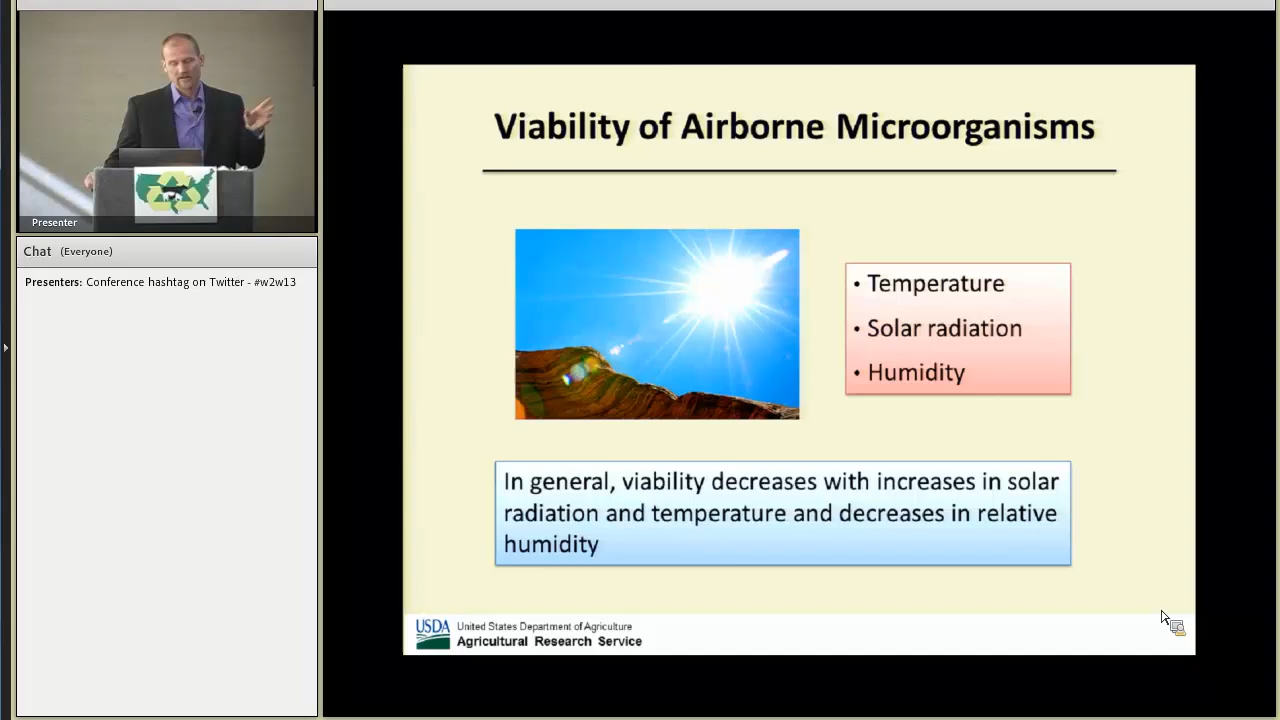 Presenter
Chat (Everyone)
Presenters: Conference hashtag on Twitter - #w2w13
Viability of Airborne Microorganisms
• Temperature
• Solar radiation
• Humidity
In general, viability decreases with increases in solar
radiation and temperature and decreases in relative
humidity
USDA
United States Department of Agriculture
Agricultural Research Service